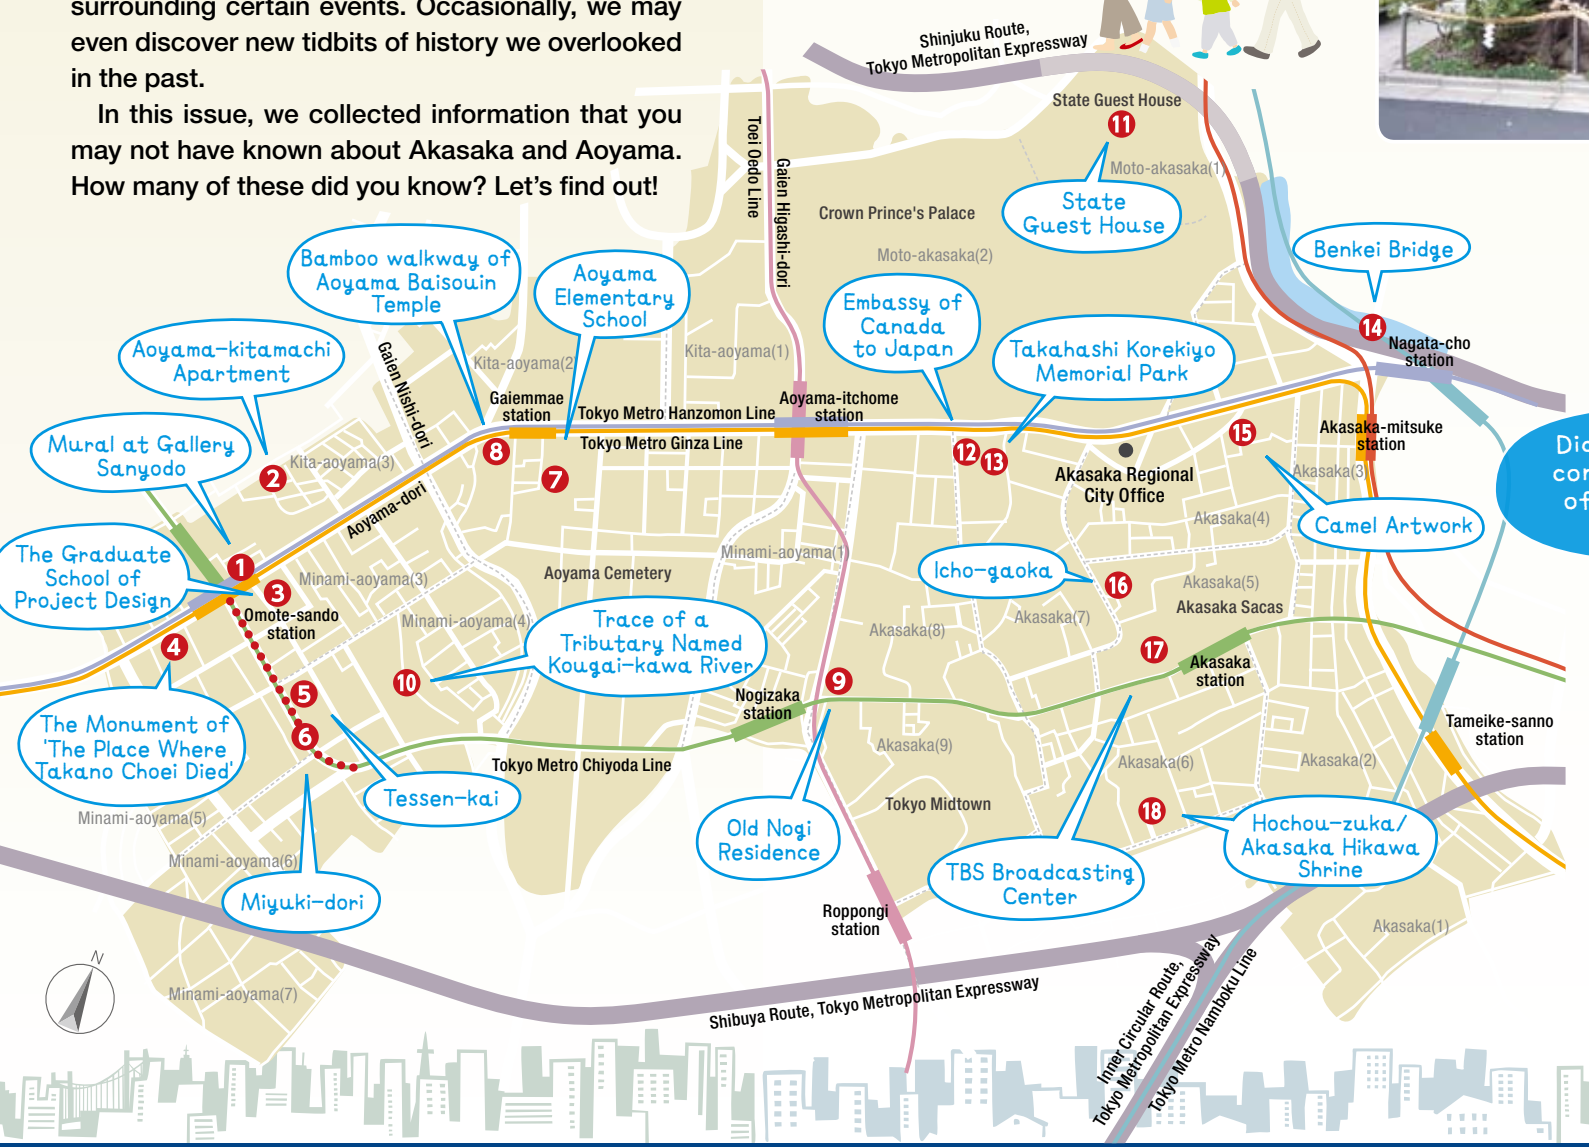 surrounding certain events. Occasionally, we may
even discover new tidbits of history we overlooked
in the past.
In this issue, we collected information that you
may not have known about Akasaka and Aoyama.
How many of these did you know? Let's find out!
Shinjuku Route,
Tokyo Metropolitan Expressway
State Guest House
11
Moto-akasaka(1)
State
Guest House
Toei Oedo Line
Gaien Higashi-dori
Crown Prince's Palace
Moto-akasaka(2)
Benkei Bridge
14
Nagata-cho
station
Bamboo walkway of
Aoyama Baisouin
Temple
Aoyama
Elementary
School
Embassy of
Canada
to Japan
Takahashi Korekiyo
Memorial Park
Aoyama-kitamachi
Apartment
Gaien Nishi-dori
Kita-aoyama(2)
Kita-aoyama(1)
Gaiemmae
station
Tokyo Metro Hanzomon Line
Tokyo Metro Ginza Line
Aoyama-itchome
station
Akasaka-mitsuke
station
Mural at Gallery
Sanyodo
2
Kita-aoyama(3)
8
7
12
13
15
Akasaka Regional
City Office
Akasaka(3)
Camel Artwork
Akasaka(4)
Aoyama-dori
The Graduate
School of
Project Design
1
3
Omote-sando
station
Minami-aoyama(3)
Minami-aoyama(4)
Aoyama Cemetery
Minami-aoyama(1)
Icho-gaoka
16
Akasaka(5)
Akasaka Sacas
Akasaka(7)
Akasaka(8)
4
Trace of a
Tributary Named
Kougai-kawa River
10
5
6
9
17
Akasaka
station
Nogizaka
station
The Monument of
'The Place Where
Takano Choei Died'
Tokyo Metro Chiyoda Line
Tessen-kai
Akasaka(9)
Akasaka(6)
Akasaka(2)
Tameike-sanno
station
Minami-aoyama(5)
Tokyo Midtown
18
Old Nogi
Residence
TBS Broadcasting
Center
Hochou-zuka/
Akasaka Hikawa
Shrine
Minami-aoyama(6)
Miyuki-dori
Roppongi
station
Akasaka(1)
N
Minami-aoyama(7)
Shibuya Route, Tokyo Metropolitan Expressway
Inner Circular Route,
Tokyo Metropolitan Expressway
Tokyo Metro Namboku Line
of